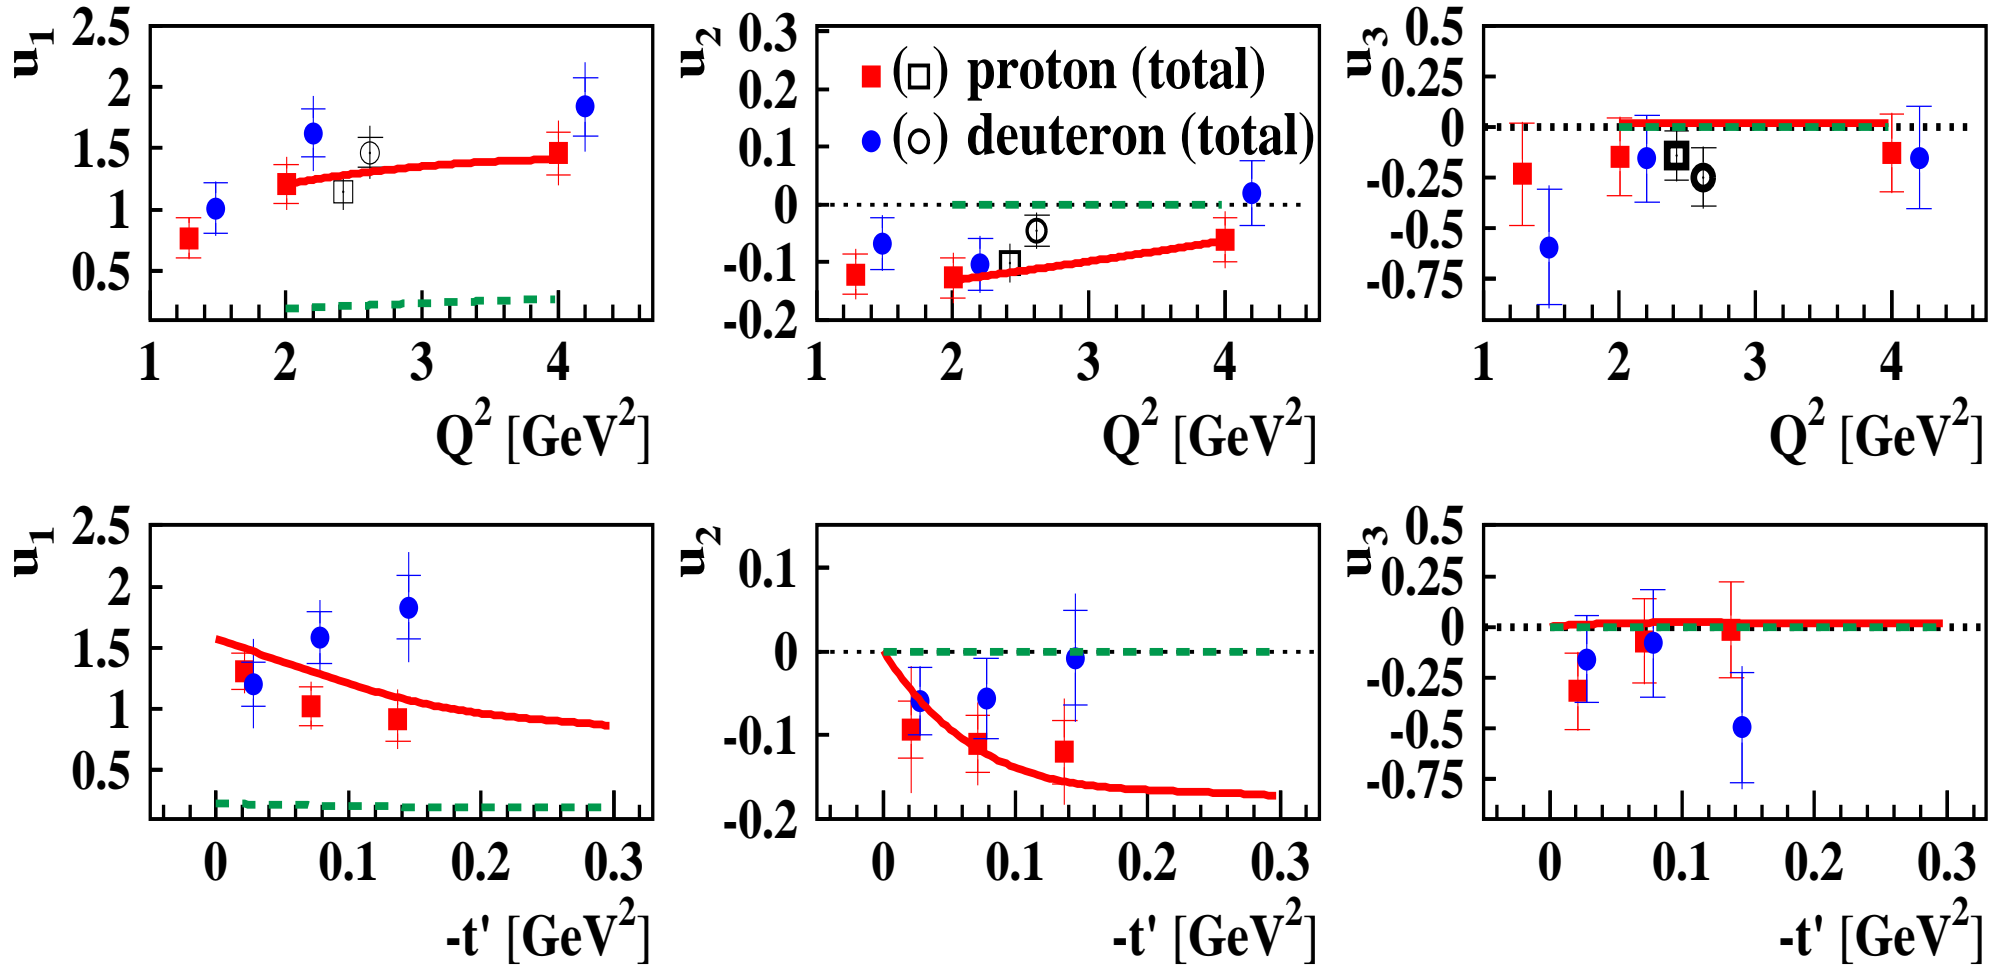 u1
2.5
2
1.5
1
0.5
1 2 3 4
Q2 [GeV2]
u2
0.3
0.2
0.1
0
-0.1
-0.2
(□) proton (total)
(○) deuteron (total)
1 2 3 4
Q2 [GeV2]
u3
0.5
0.25
0
-0.25
-0.5
-0.75
1 2 3 4
Q2 [GeV2]
u1
2.5
2
1.5
1
0.5
0 0.1 0.2 0.3
-t' [GeV2]
u2
0.1
0
-0.1
-0.2
0 0.1 0.2 0.3
-t' [GeV2]
u3
0.5
0.25
0
-0.25
-0.5
-0.75
0 0.1 0.2 0.3
-t' [GeV2]